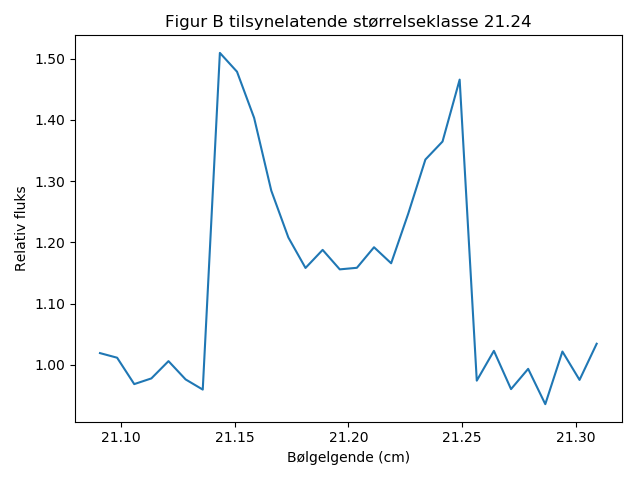 Figur B tilsynelatende størrelseklasse 21.24
1.50
1.40
1.30
1.20
1.10
1.00
Relativ fluks
21.10 21.15 21.20 21.25 21.30
Bølgelgende (cm)